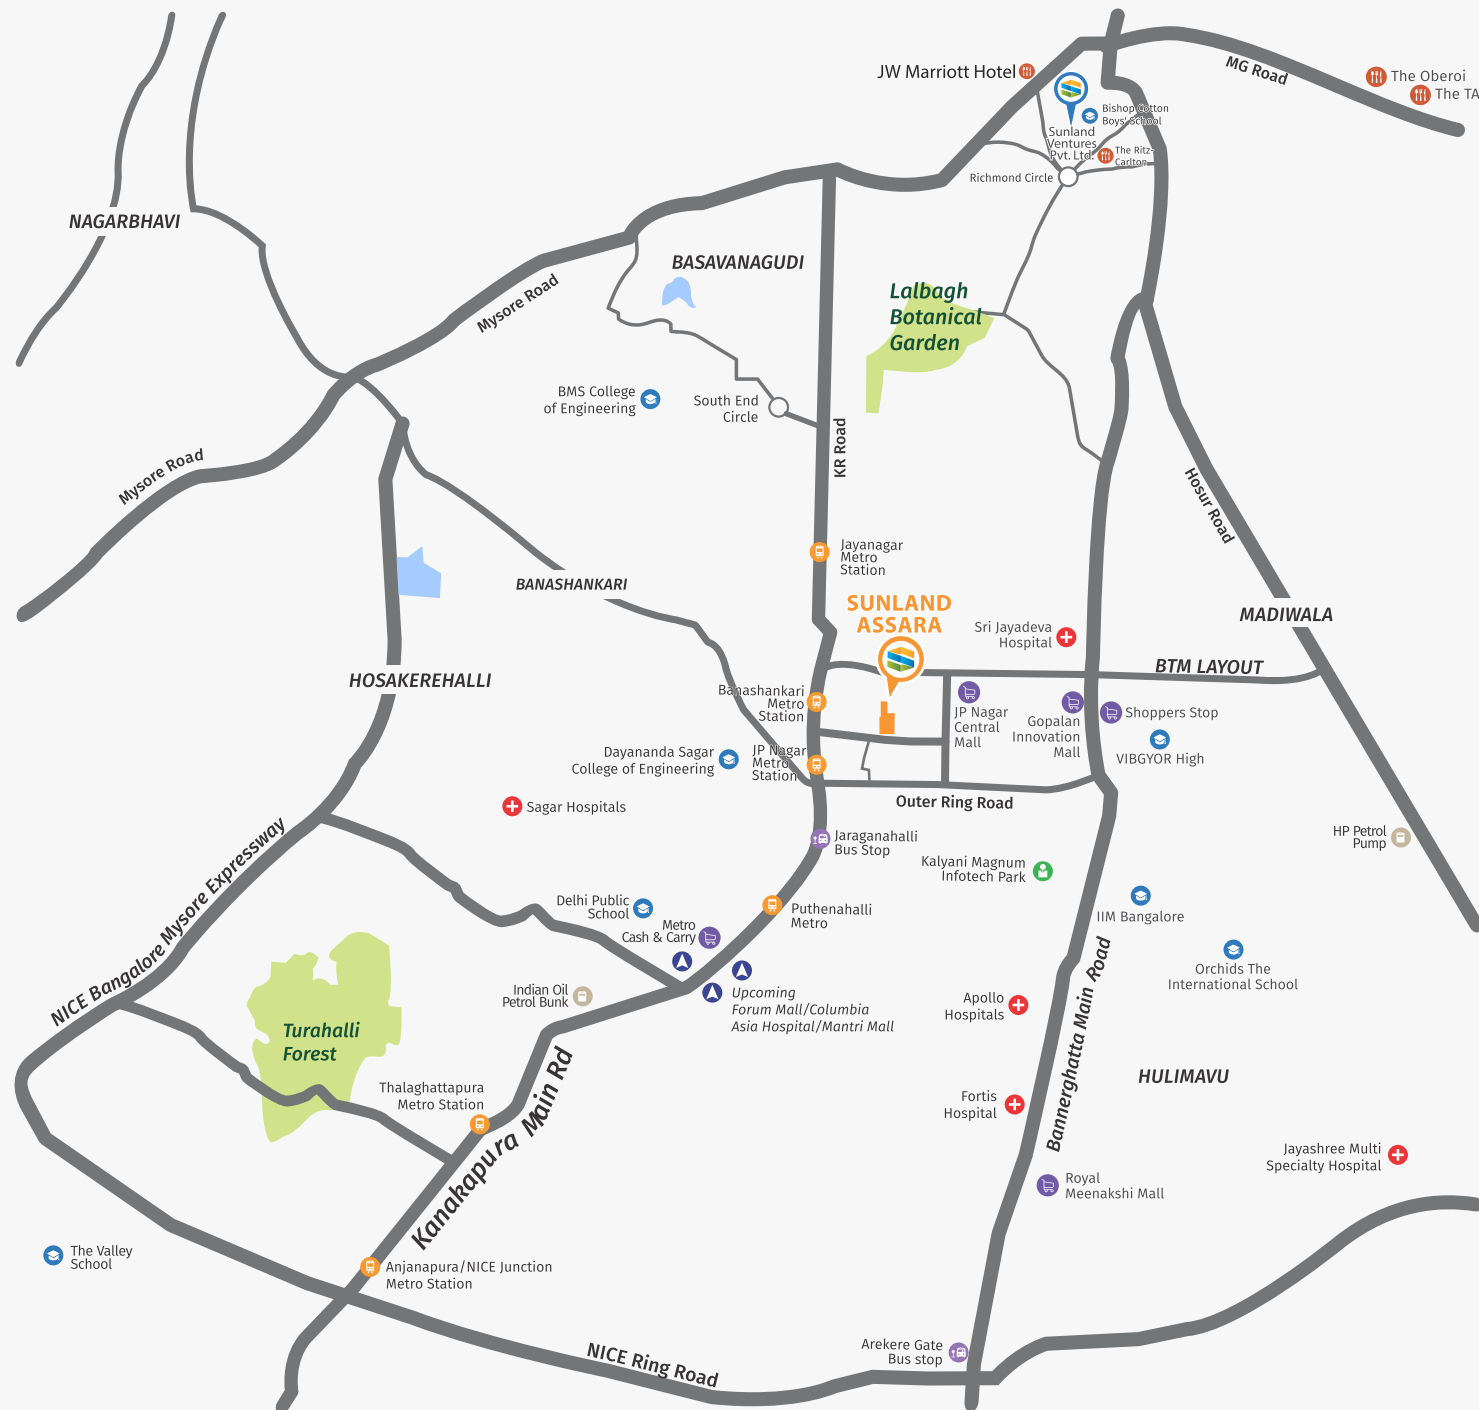 MG Road
JW Marriott Hotel
The Oberoi
The TA
Bishop Cotton
Boys' School
Sunland
Ventures
Pvt. Ltd.
The Ritz-
Carlton
Richmond Circle
NAGARBHAVI
BASAVANAGUDI
Mysore Road
Lalbagh
Botanical
Garden
BMS College
of Engineering
South End
Circle
KR Road
Mysore Road
Hosur Road
Jayanagar
Metro
Station
BANASHANKARI
SUNLAND
ASSARA
Sri Jayadeva
Hospital
MADIWALA
BTM LAYOUT
HOSAKEREHALLI
Banashankari
Metro
Station
JP Nagar
Central
Mall
Gopalan
Innovation
Mall
Shoppers Stop
VIBGYOR High
Dayananda Sagar
College of Engineering
JP Nagar
Metro
Station
Outer Ring Road
Sagar Hospitals
NICE Bangalore Mysore Expressway
Jaraganahalli
Bus Stop
HP Petrol
Pump
Kalyani Magnum
Infotech Park
Delhi Public
School
Metro
Cash & Carry
Puthenahalli
Metro
IIM Bangalore
Orchids The
International School
Indian Oil
Petrol Bunk
Upcoming
Forum Mall/Columbia
Asia Hospital/Mantri Mall
Apollo
Hospitals
Bannerghatta Main Road
Turahalli
Forest
Thalaghattapura
Metro Station
Kanakapura Main Rd
HULIMAVU
Fortis
Hospital
Jayashree Multi
Specialty Hospital
Royal
Meenakshi Mall
The Valley
School
Anjanapura/NICE Junction
Metro Station
NICE Ring Road
Arekere Gate
Bus stop